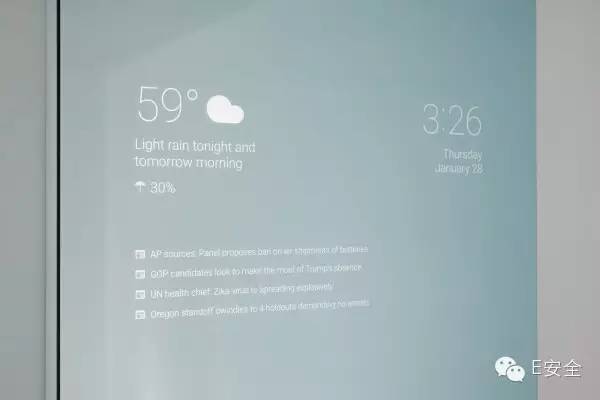 59°
Light rain tonight and
tomorrow morning
30%
3:26
Thursday
January 28
AP sources: Panel proposes ban on air shipments of batteries
GOP candidates look to make the most of Trump's absence
UN health chief: Zika virus is spreading explosively
Oregon standoff dwindles to 4 holdouts demanding no arrests
E安全